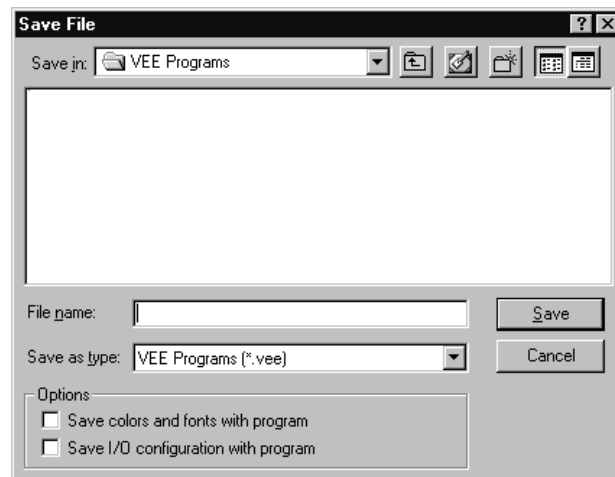 Save File
Save in: VEE Programs
File name:
Save
Save as type: VEE Programs (*.vee)
Cancel
Options
Save colors and fonts with program
Save I/O configuration with program